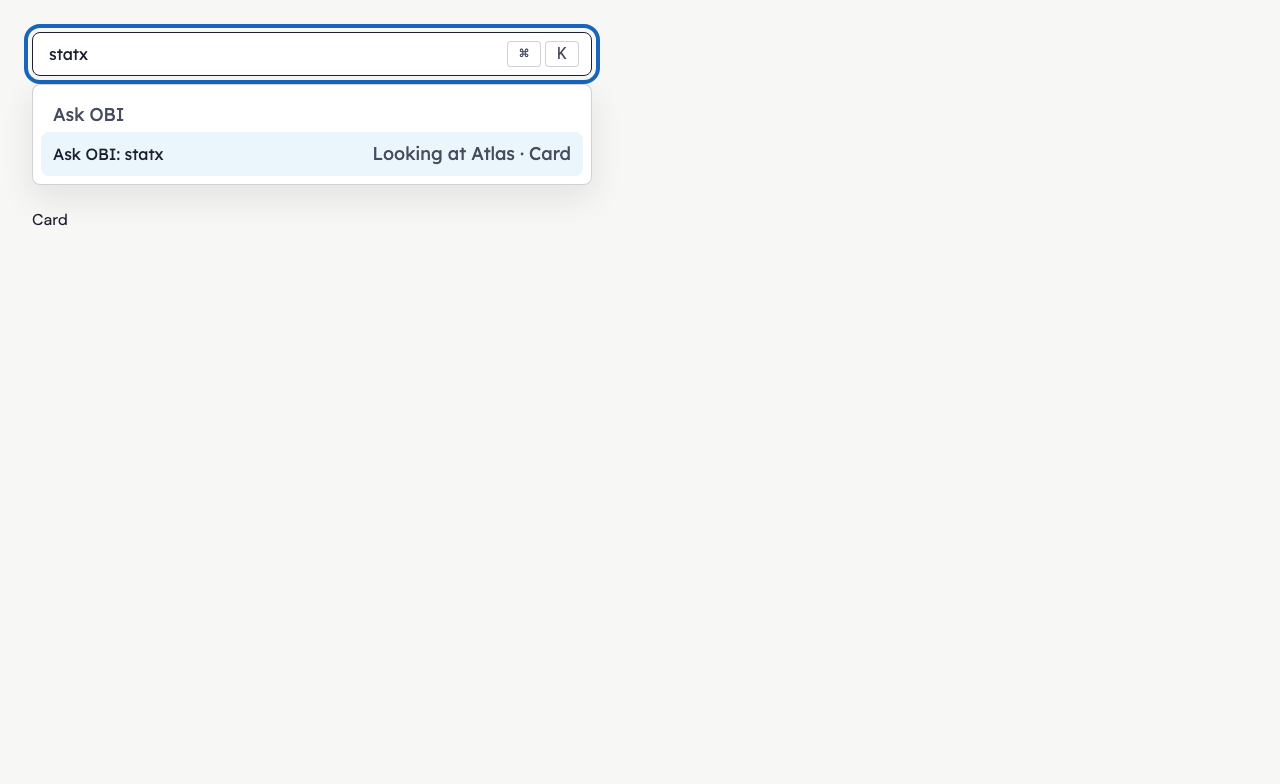 statx ⌘ K
Ask OBI
Ask OBI: statx Looking at Atlas · Card
Card